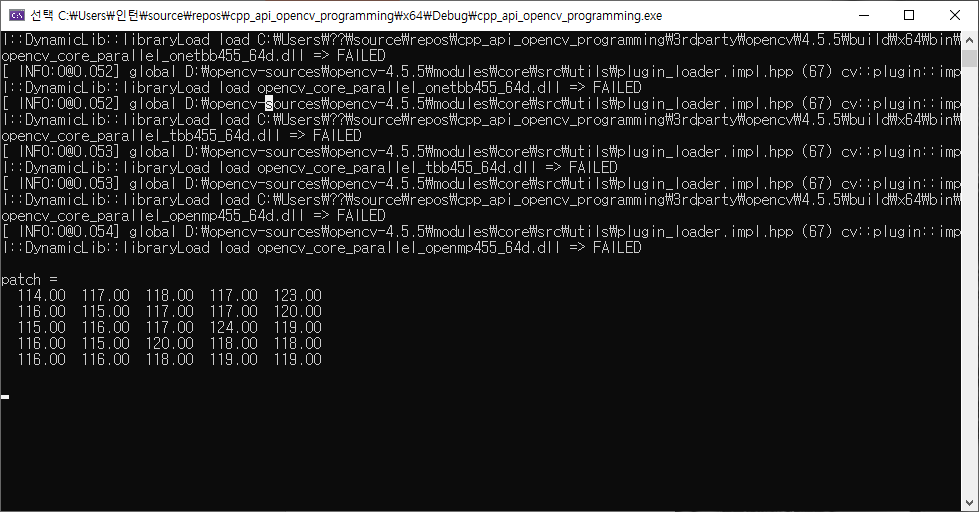 선택 C:\Users\인턴\source\repos\cpp_api_opencv_programming\x64\Debug\cpp_api_opencv_programming.exe
l::DynamicLib::libraryLoad load C:₩Users₩??₩source₩repos₩cpp_api_opencv_programming₩3rdparty₩opencv₩4.5.5₩build₩x64₩bin₩
opencv_core_parallel_onetbb455_64d.dll => FAILED
[ INFO:0@0.052] global D:₩opencv-sources₩opencv-4.5.5₩modules₩core₩src₩utils₩plugin_loader.impl.hpp (67) cv::plugin::imp
l::DynamicLib::libraryLoad load opencv_core_parallel_onetbb455_64d.dll => FAILED
[ INFO:0@0.052] global D:₩opencv-sources₩opencv-4.5.5₩modules₩core₩src₩utils₩plugin_loader.impl.hpp (67) cv::plugin::imp
l::DynamicLib::libraryLoad load C:₩Users₩??₩source₩repos₩cpp_api_opencv_programming₩3rdparty₩opencv₩4.5.5₩build₩x64₩bin₩
opencv_core_parallel_tbb455_64d.dll => FAILED
[ INFO:0@0.053] global D:₩opencv-sources₩opencv-4.5.5₩modules₩core₩src₩utils₩plugin_loader.impl.hpp (67) cv::plugin::imp
l::DynamicLib::libraryLoad load opencv_core_parallel_tbb455_64d.dll => FAILED
[ INFO:0@0.053] global D:₩opencv-sources₩opencv-4.5.5₩modules₩core₩src₩utils₩plugin_loader.impl.hpp (67) cv::plugin::imp
l::DynamicLib::libraryLoad load C:₩Users₩??₩source₩repos₩cpp_api_opencv_programming₩3rdparty₩opencv₩4.5.5₩build₩x64₩bin₩
opencv_core_parallel_openmp455_64d.dll => FAILED
[ INFO:0@0.054] global D:₩opencv-sources₩opencv-4.5.5₩modules₩core₩src₩utils₩plugin_loader.impl.hpp (67) cv::plugin::imp
l::DynamicLib::libraryLoad load opencv_core_parallel_openmp455_64d.dll => FAILED
patch =
114.00 117.00 118.00 117.00 123.00
116.00 115.00 117.00 117.00 120.00
115.00 116.00 117.00 124.00 119.00
116.00 115.00 120.00 118.00 118.00
116.00 116.00 118.00 119.00 119.00